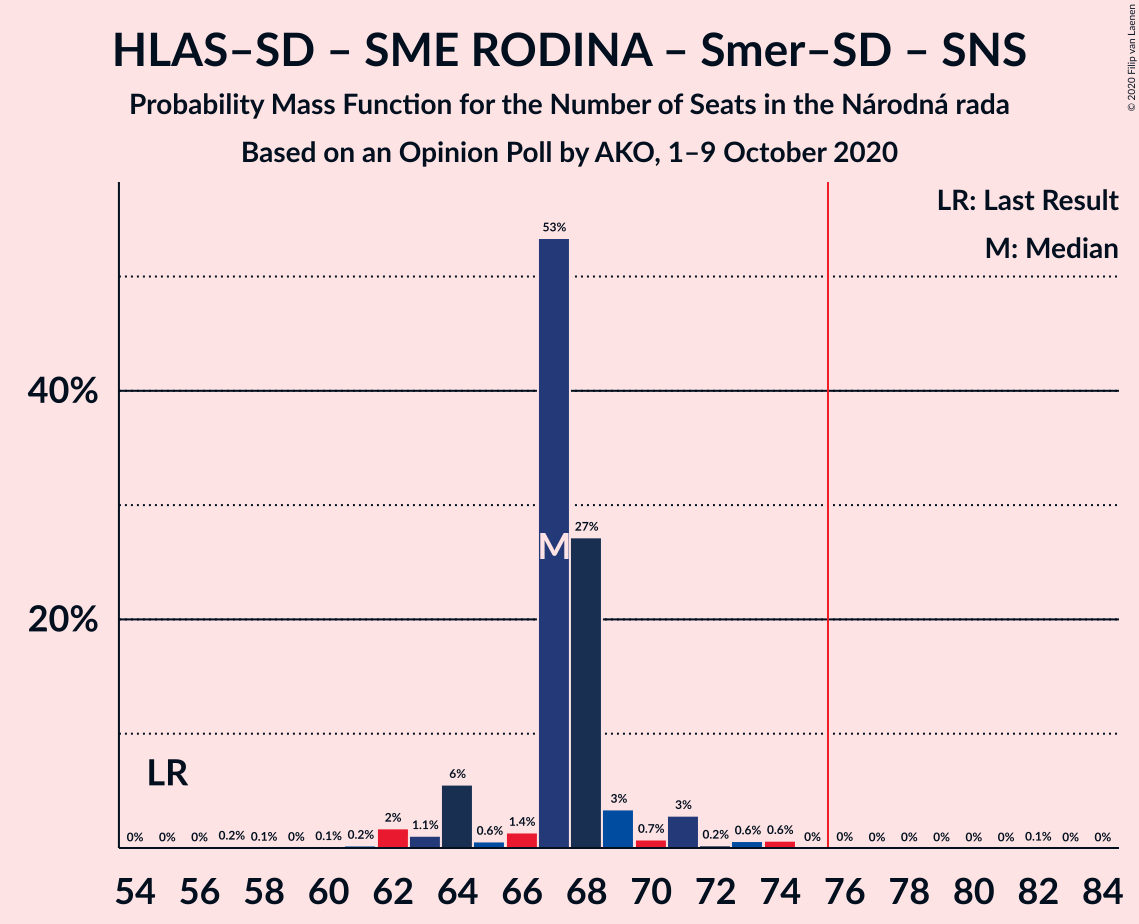 HLAS–SD – SME RODINA – Smer–SD – SNS
Probability Mass Function for the Number of Seats in the Národná rada
Based on an Opinion Poll by AKO, 1–9 October 2020
© 2020 Filip van Laenen
LR: Last Result
M: Median
53%
40%
27%
M
20%
LR
6%
3%
3%
2%
1.4%
1.1%
0% 0% 0% 0.2% 0.1% 0% 0.1% 0.2% 0.6% 0.7% 0.2% 0.6% 0.6% 0% 0% 0% 0% 0% 0% 0% 0.1% 0% 0%
54 56 58 60 62 64 66 68 70 72 74 76 78 80 82 84